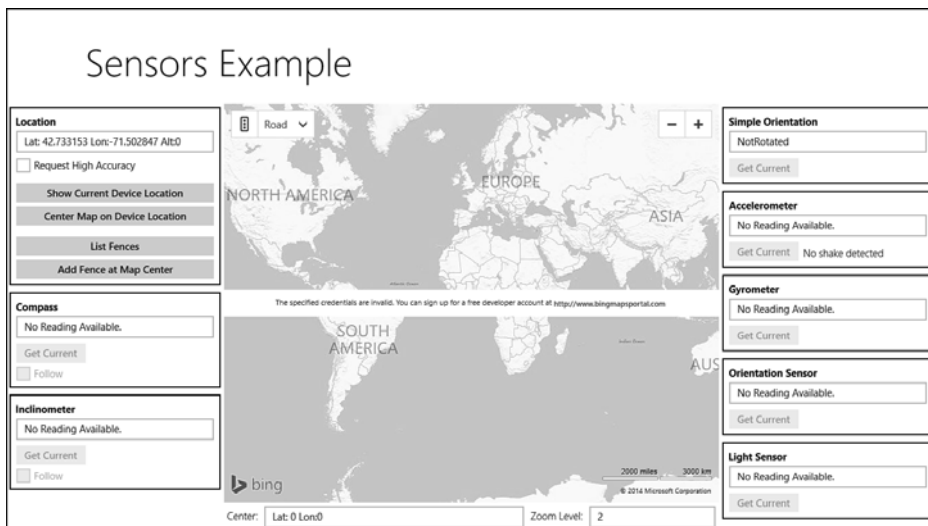 Sensors Example
Location
Lat: 42.733153 Lon:-71.502847 Alt:0
Request High Accuracy
Show Current Device Location
Center Map on Device Location
List Fences
Add Fence at Map Center
Compass
No Reading Available.
Get Current
Follow
Inclinometer
No Reading Available.
Get Current
Follow
Road
NORTH AMERICA
EUROPE
ASIA
The specified credentials are invalid. You can sign up for a free developer account at http://www.bingmapsportal.com
SOUTH
AMERICA
AUS
bing
2000 miles 3000 km
© 2014 Microsoft Corporation
Center: Lat: 0 Lon:0 Zoom Level: 2
Simple Orientation
NotRotated
Get Current
Accelerometer
No Reading Available.
Get Current No shake detected
Gyrometer
No Reading Available.
Get Current
Orientation Sensor
No Reading Available.
Get Current
Light Sensor
No Reading Available.
Get Current